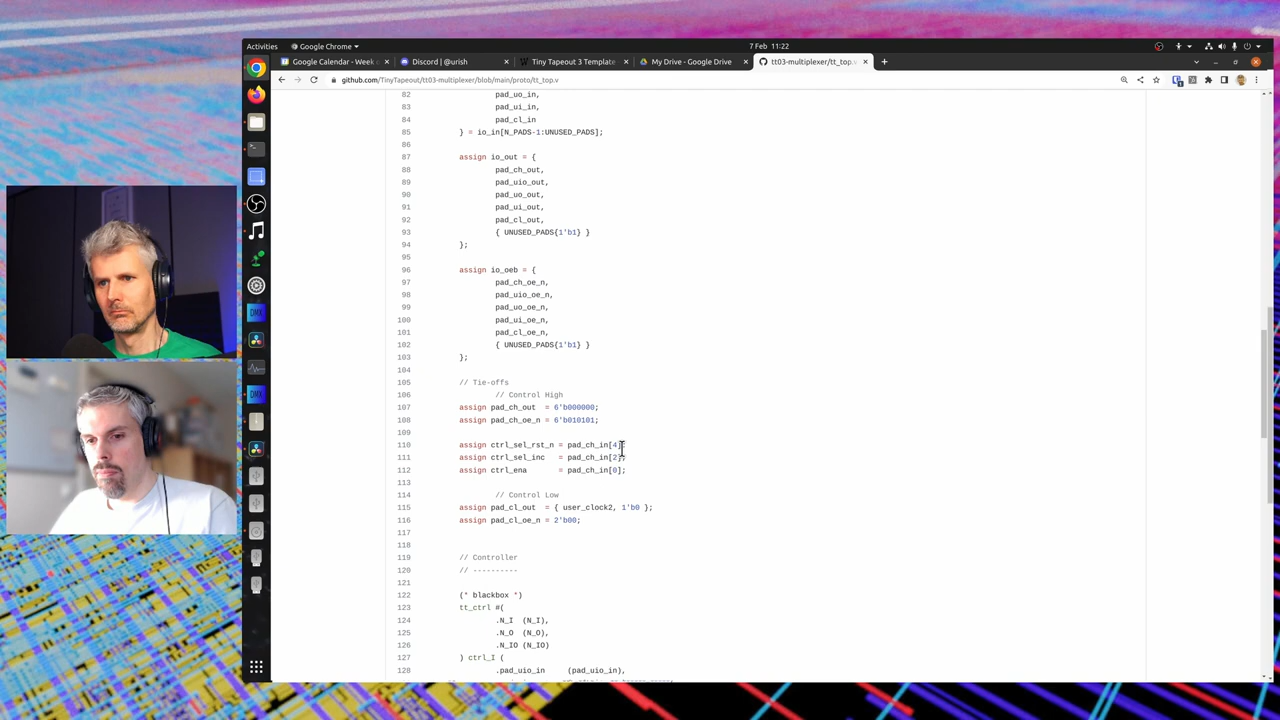 Activities
Google Chrome
7 Feb 11:22
Google Calendar - Week
Discord | @urish
Tiny Tapeout 3 Template
My Drive - Google Drive
tt03-multiplexer/tt_top.v
github.com/TinyTapeout/tt03-multiplexer/blob/main/proto/tt_top.v
82 pad_uo_in,
83 pad_ui_in,
84 pad_cl_in
85 } = io_in[N_PADS-1:UNUSED_PADS];
86
87 assign io_out = {
88 pad_ch_out,
89 pad_uio_out,
90 pad_uo_out,
91 pad_ui_out,
92 pad_cl_out,
93 { UNUSED_PADS{1'b1} }
94 };
95
96 assign io_oeb = {
97 pad_ch_oe_n,
98 pad_uio_oe_n,
99 pad_uo_oe_n,
100 pad_ui_oe_n,
101 pad_cl_oe_n,
102 { UNUSED_PADS{1'b1} }
103 };
104
105 // Tie-offs
106 // Control High
107 assign pad_ch_out = 6'b000000;
108 assign pad_ch_oe_n = 6'b010101;
109
110 assign ctrl_sel_rst_n = pad_ch_in[4];
111 assign ctrl_sel_inc = pad_ch_in[2];
112 assign ctrl_ena = pad_ch_in[0];
113
114 // Control Low
115 assign pad_cl_out = { user_clock2, 1'b0 };
116 assign pad_cl_oe_n = 2'b00;
117
118
119 // Controller
120 // ----------
121
122 (* blackbox *)
123 tt_ctrl #(
124 .N_I (N_I),
125 .N_O (N_O),
126 .N_IO (N_IO)
127 ) ctrl_I (
128 .pad_uio_in (pad_uio_in),
DMX
DMX